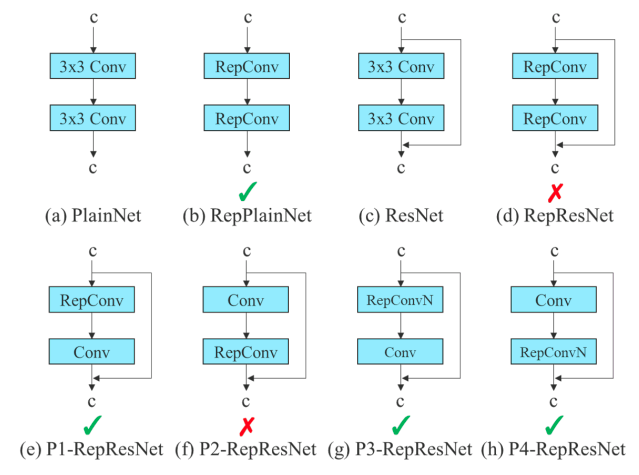 c c c c
3x3 Conv RepConv 3x3 Conv RepConv
3x3 Conv RepConv 3x3 Conv RepConv
c c c c
(a) PlainNet (b) RepPlainNet (c) ResNet (d) RepResNet
c c c c
RepConv Conv RepConvN Conv
Conv RepConv Conv RepConvN
c c c c
(e) P1-RepResNet (f) P2-RepResNet (g) P3-RepResNet (h) P4-RepResNet